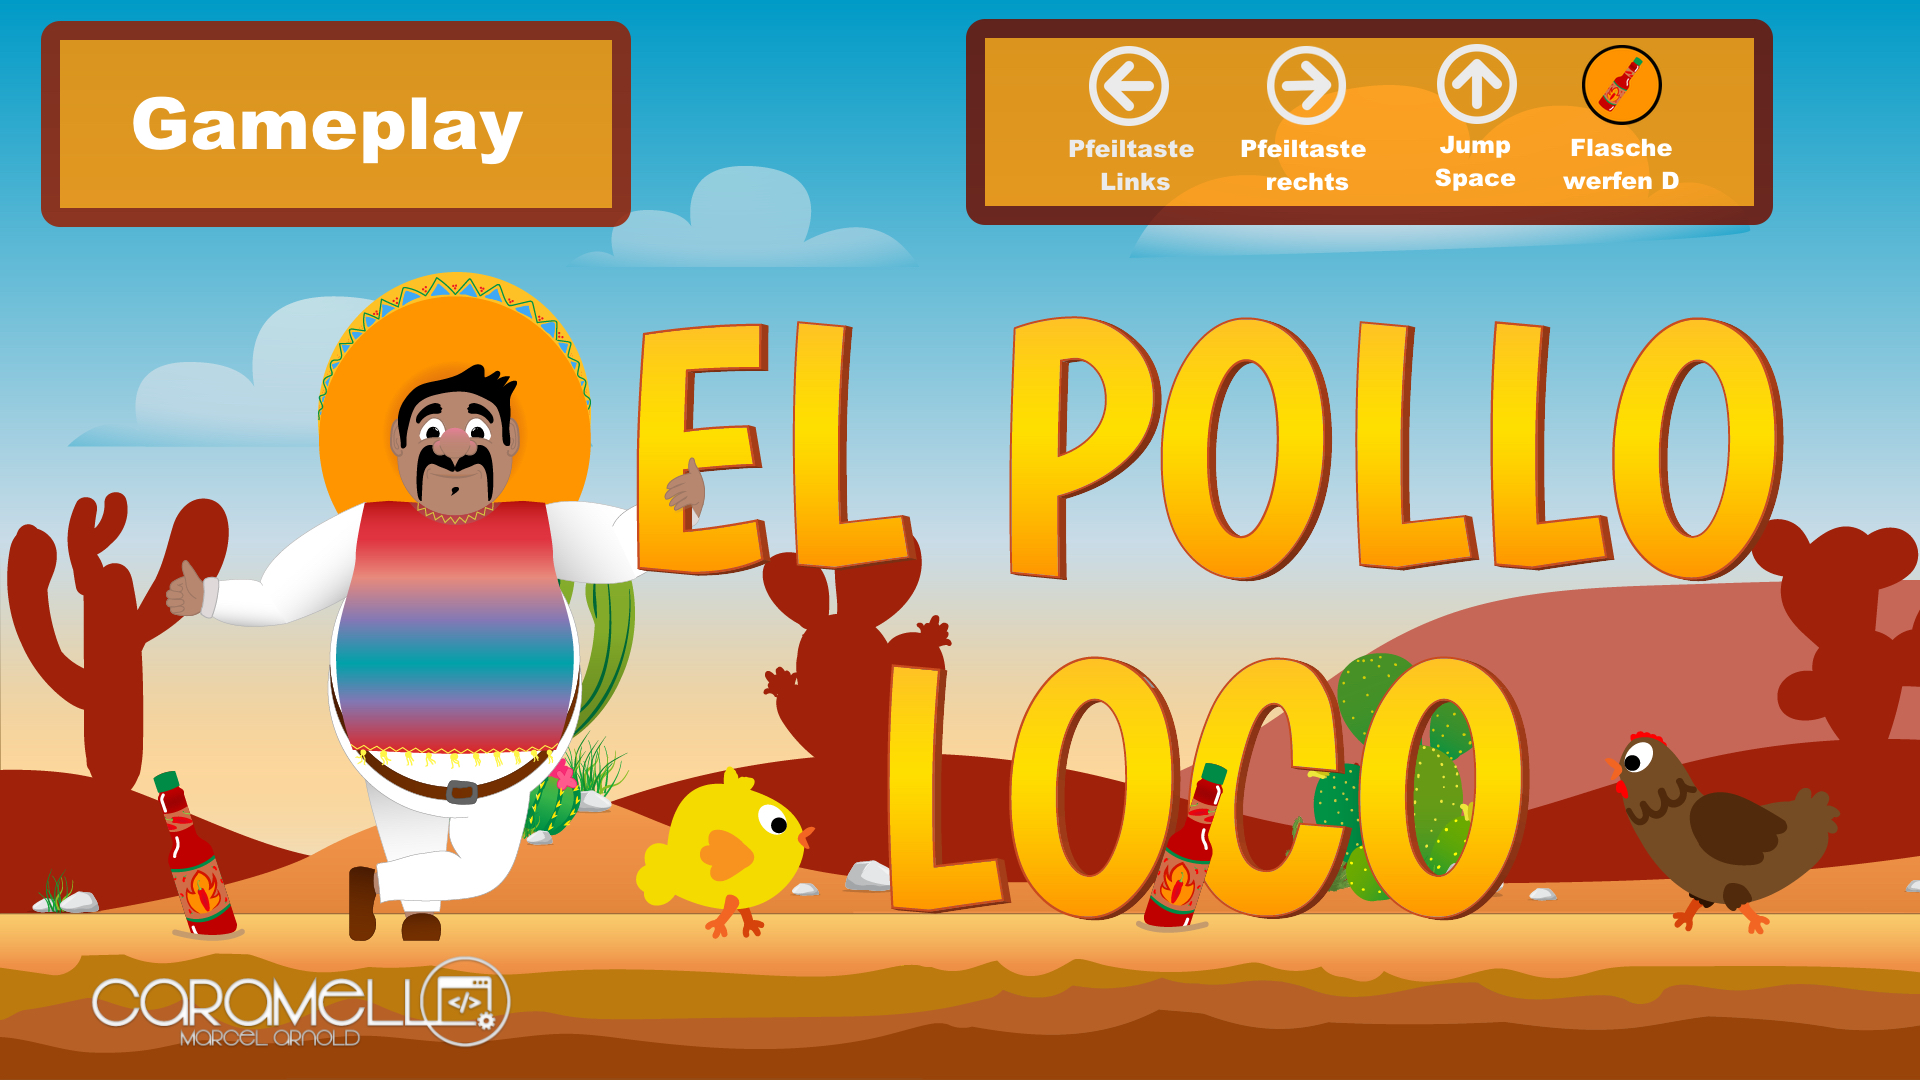 Gameplay
Pfeiltaste
Links
Pfeiltaste
rechts
Jump
Space
Flasche
werfen D
EL POLLO
LOCO
CARAMELL
</>
MARCEL ARNOLD